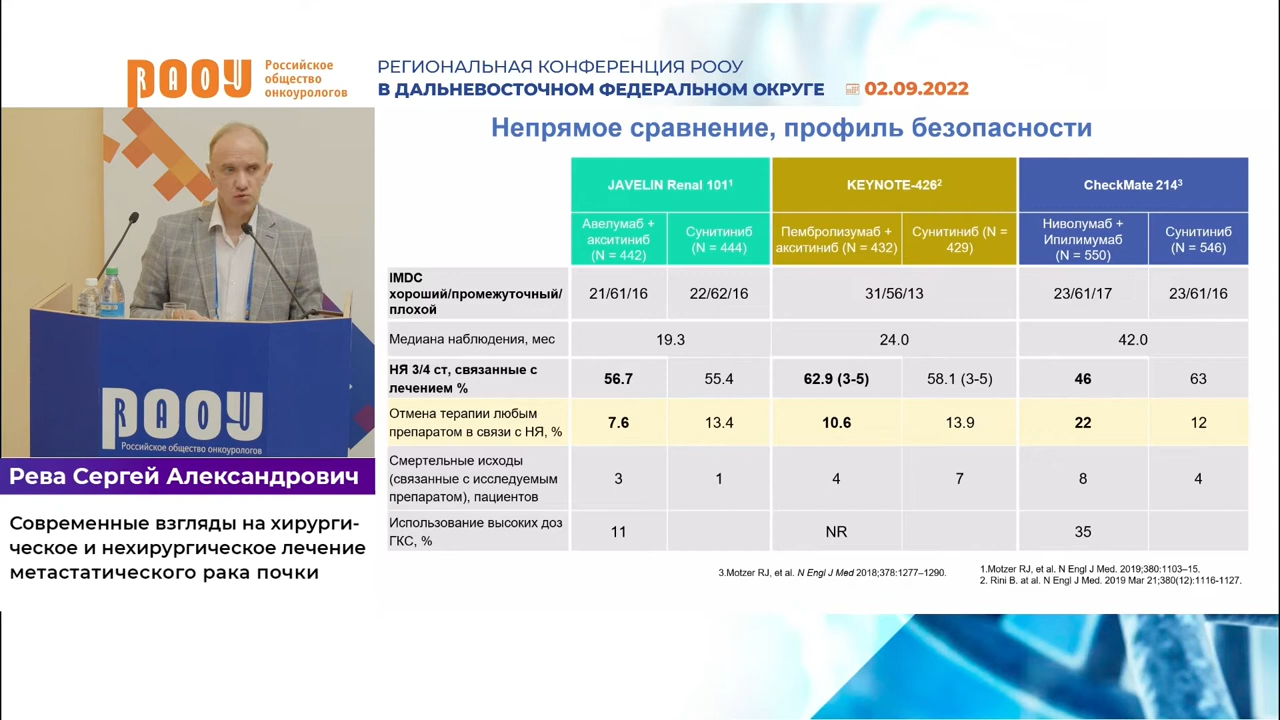 РООУ
Российское
общество
онкоурологов
РЕГИОНАЛЬНАЯ КОНФЕРЕНЦИЯ РООУ
В ДАЛЬНЕВОСТОЧНОМ ФЕДЕРАЛЬНОМ ОКРУГЕ 02.09.2022
Непрямое сравнение, профиль безопасности
JAVELIN Renal 101¹ KEYNOTE-426² CheckMate 214³
Авелумаб +
акситиниб
(N = 442)
Сунитиниб
(N = 444)
Пембролизумаб +
акситиниб (N = 432)
Сунитиниб (N =
429)
Ниволумаб +
Ипилимумаб
(N = 550)
Сунитиниб
(N = 546)
IMDC
хороший/промежуточный/
плохой
21/61/16 22/62/16 31/56/13 23/61/17 23/61/16
Медиана наблюдения, мес 19.3 24.0 42.0
НЯ 3/4 ст, связанные с
лечением %
56.7 55.4 62.9 (3-5) 58.1 (3-5) 46 63
Отмена терапии любым
препаратом в связи с НЯ, %
7.6 13.4 10.6 13.9 22 12
Смертельные исходы
(связанные с исследуемым
препаратом), пациентов
3 1 4 7 8 4
Использование высоких доз
ГКС, %
11 NR 35
3.Motzer RJ, et al. N Engl J Med 2018;378:1277–1290.
1.Motzer RJ, et al. N Engl J Med. 2019;380:1103–15.
2. Rini B. at al. N Engl J Med. 2019 Mar 21;380(12):1116-1127.
РООУ
Российское общество онкоурологов
Рева Сергей Александрович
Современные взгляды на хирурги-
ческое и нехирургическое лечение
метастатического рака почки